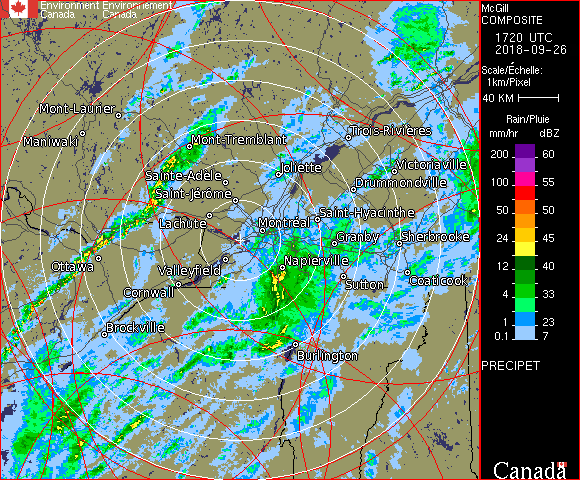 Environment Environnement
Canada Canada
McGill
COMPOSITE
1720 UTC
2018-09-26
Scale/Échelle:
1km/Pixel
40 KM
Rain/Pluie
mm/hr dBZ
200 60
100 55
50 50
24 45
12 40
4 33
1 23
0.1 7
PRECIPET
Canada
Mont-Laurier
Maniwaki
Mont-Tremblant
Trois-Rivières
Sainte-Adèle
Joliette
Victoriaville
Saint-Jérôme
Drummondville
Lachute
Montréal
Saint-Hyacinthe
Granby
Sherbrooke
Ottawa
Valleyfield
Napierville
Cornwall
Sutton
Coaticook
Brockville
Burlington